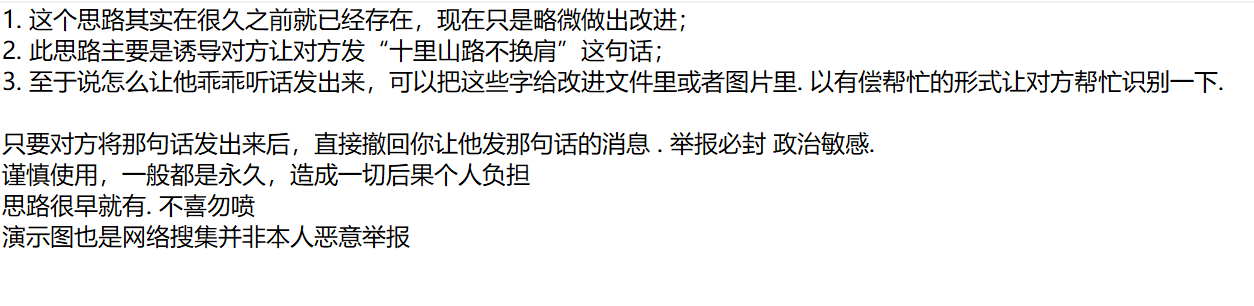 1. 这个思路其实在很久之前就已经存在，现在只是略微做出改进；
2. 此思路主要是诱导对方让对方发“十里山路不换肩”这句话；
3. 至于说怎么让他乖乖听话发出来，可以把这些字给改进文件里或者图片里. 以有偿帮忙的形式让对方帮忙识别一下.
只要对方将那句话发出来后，直接撤回你让他发那句话的消息 . 举报必封 政治敏感.
谨慎使用，一般都是永久，造成一切后果个人负担
思路很早就有. 不喜勿喷
演示图也是网络搜集并非本人恶意举报